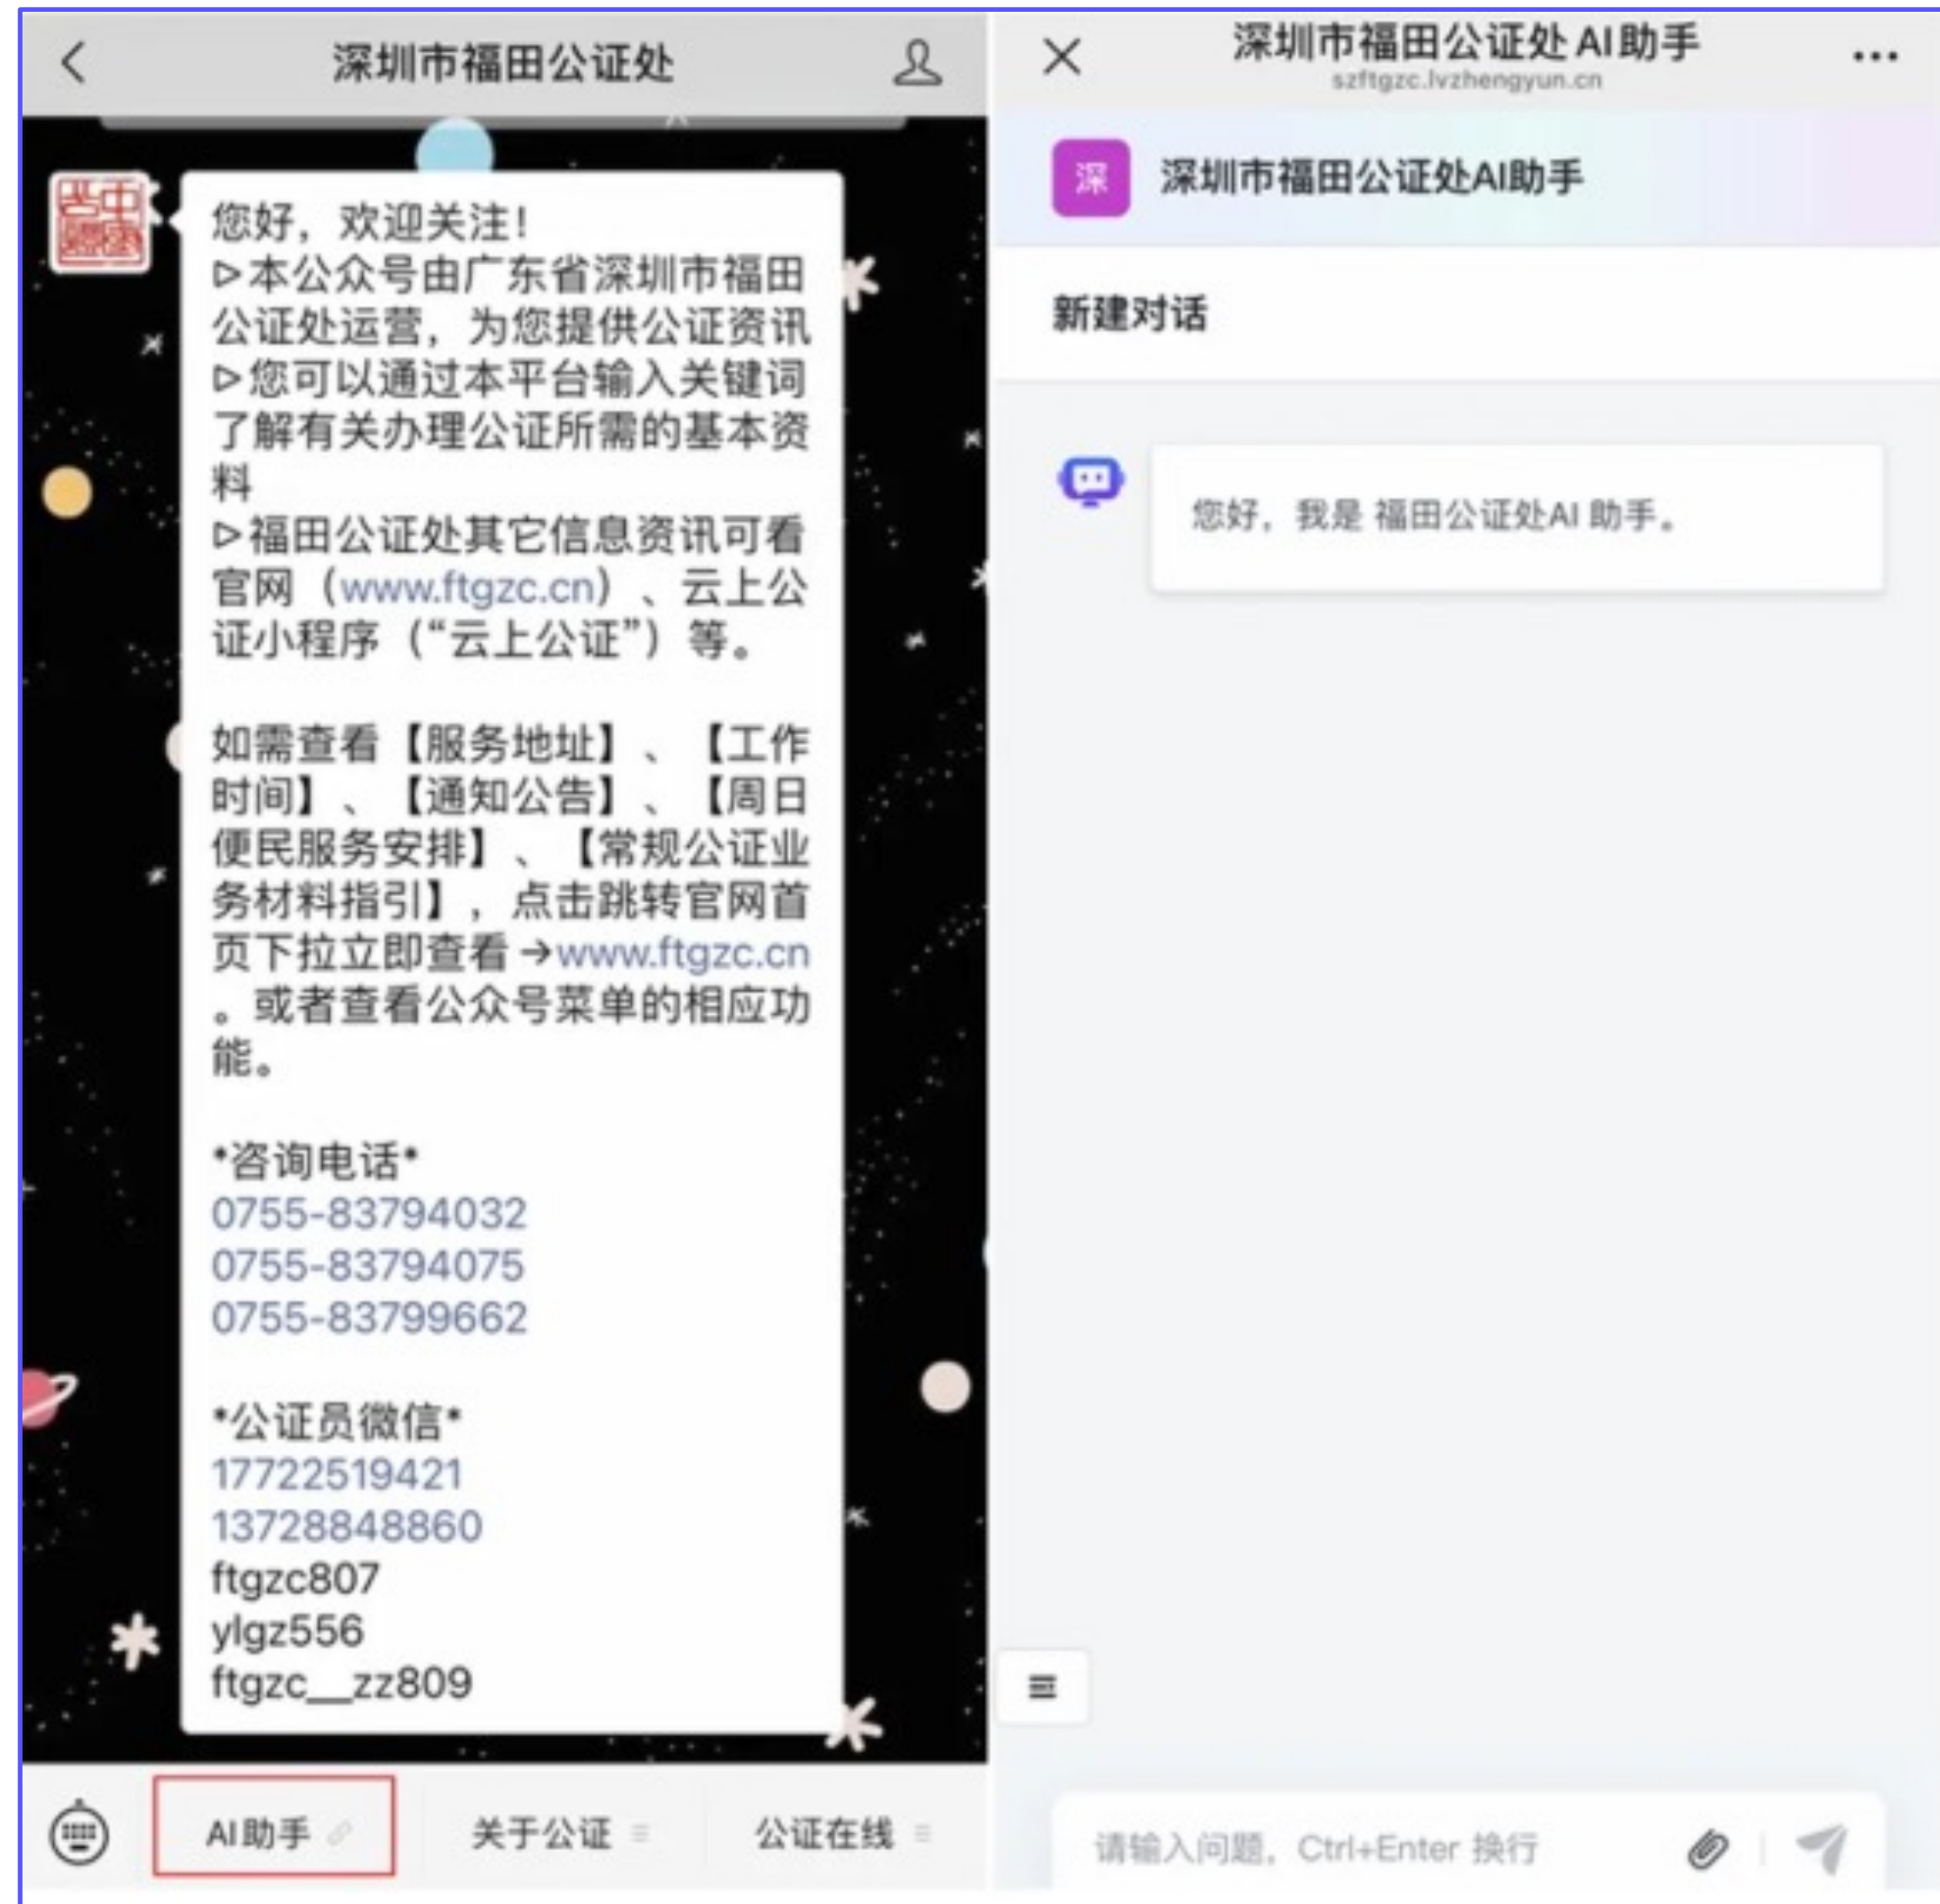 深圳市福田公证处
您好，欢迎关注！
▷本公众号由广东省深圳市福田
公证处运营，为您提供公证资讯
▷您可以通过本平台输入关键词
了解有关办理公证所需的基本资
料
▷福田公证处其它信息资讯可看
官网（www.ftgzc.cn）、云上公
证小程序（“云上公证”）等。
如需查看【服务地址】、【工作
时间】、【通知公告】、【周日
便民服务安排】、【常规公证业
务材料指引】，点击跳转官网首
页下拉立即查看→www.ftgzc.cn
。或者查看公众号菜单的相应功
能。
*咨询电话*
0755-83794032
0755-83794075
0755-83799662
*公证员微信*
17722519421
13728848860
ftgzc807
ylgz556
ftgzc__zz809
AI助手
关于公证
公证在线
深圳市福田公证处 AI 助手
szftgzc.lvzhengyun.cn
深
深圳市福田公证处AI助手
新建对话
您好，我是 福田公证处AI 助手。
请输入问题，Ctrl+Enter 换行